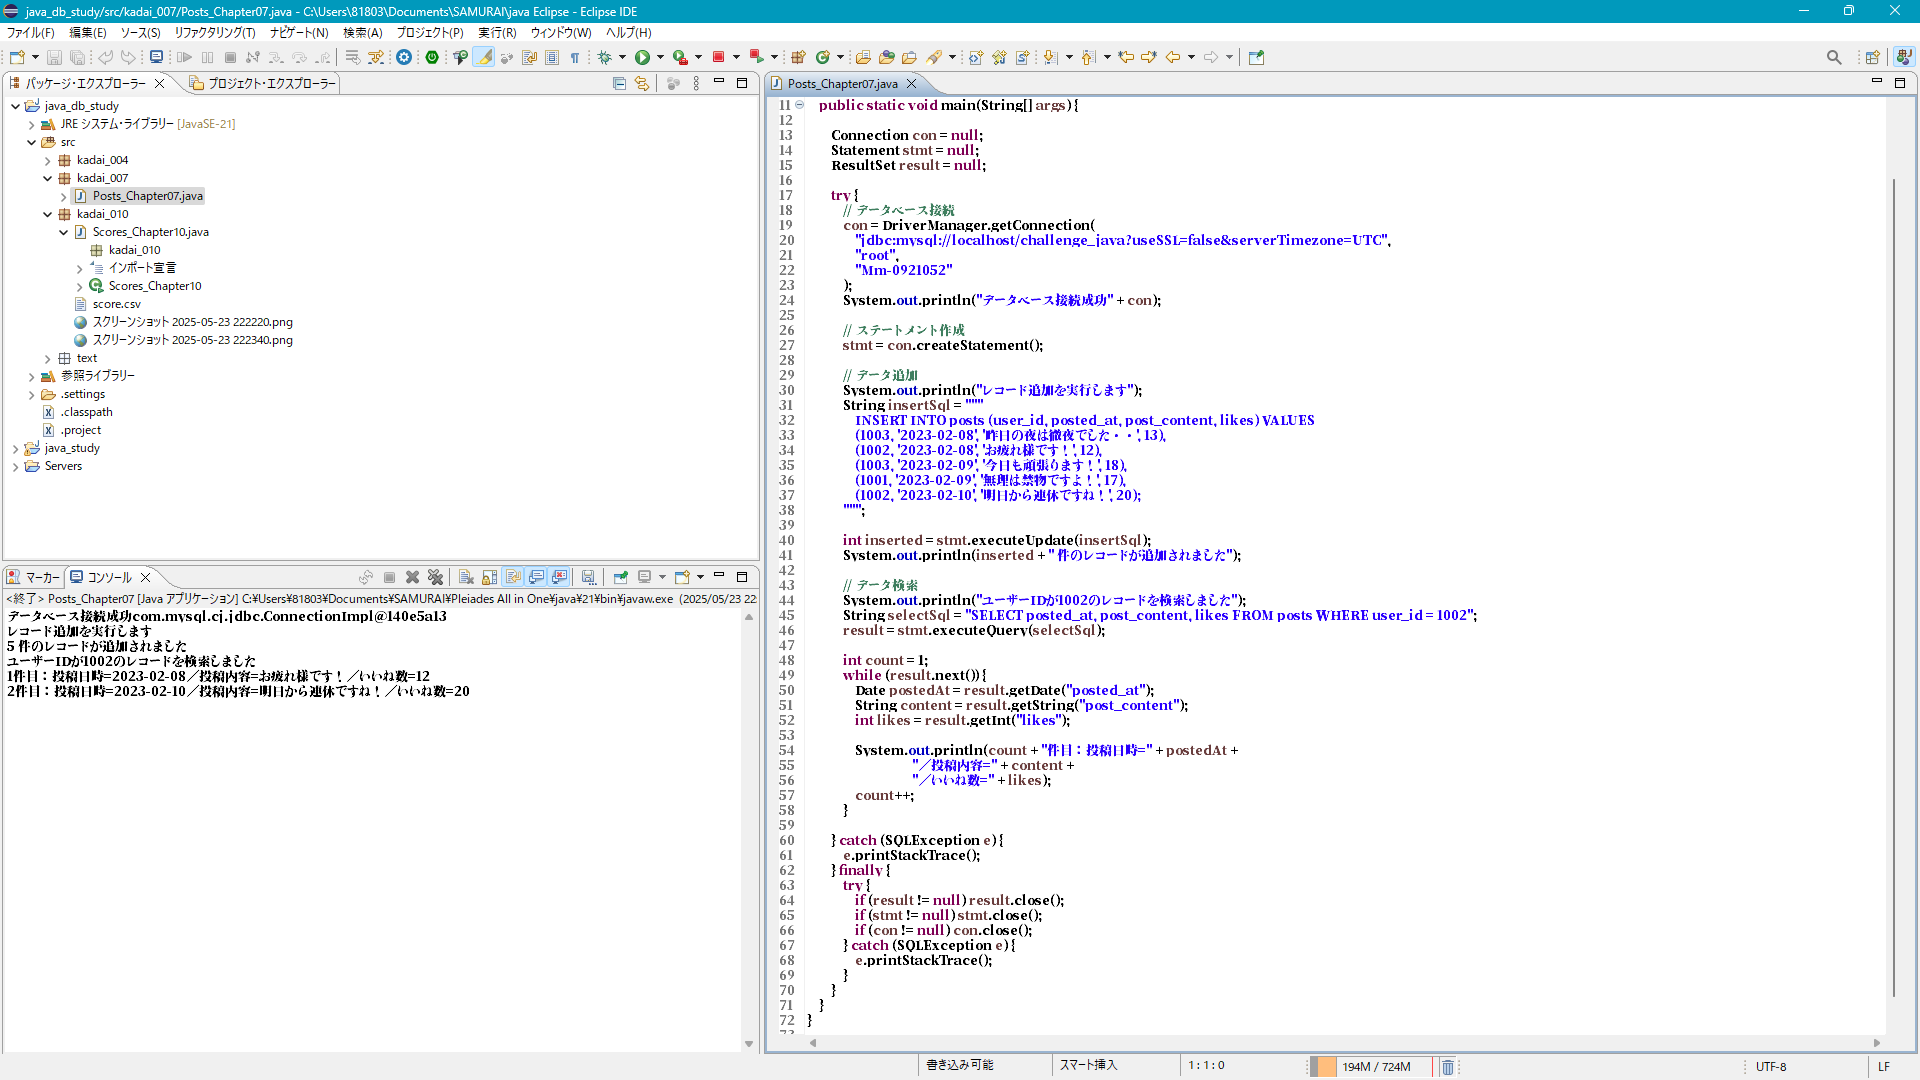 java_db_study/src/kadai_007/Posts_Chapter07.java - C:\Users\81803\Documents\SAMURAI\java Eclipse - Eclipse IDE
ファイル(F) 編集(E) ソース(S) リファクタリング(T) ナビゲート(N) 検索(A) プロジェクト(P) 実行(R) ウィンドウ(W) ヘルプ(H)
パッケージ・エクスプローラー プロジェクト・エクスプローラー
java_db_study
JRE システム・ライブラリー [JavaSE-21]
src
kadai_004
kadai_007
Posts_Chapter07.java
kadai_010
Scores_Chapter10.java
kadai_010
インポート宣言
Scores_Chapter10
score.csv
スクリーンショット 2025-05-23 222220.png
スクリーンショット 2025-05-23 222340.png
text
参照ライブラリー
.settings
.classpath
.project
java_study
Servers
マーカー コンソール
<終了> Posts_Chapter07 [Java アプリケーション] C:¥Users¥81803¥Documents¥SAMURAI¥Pleiades All in One¥java¥21¥bin¥javaw.exe (2025/05/23 22:
データベース接続成功com.mysql.cj.jdbc.ConnectionImpl@140e5a13
レコード追加を実行します
5 件のレコードが追加されました
ユーザーIDが1002のレコードを検索しました
1件目：投稿日時=2023-02-08／投稿内容=お疲れ様です！／いいね数=12
2件目：投稿日時=2023-02-10／投稿内容=明日から連休ですね！／いいね数=20
Posts_Chapter07.java
11 public static void main(String[] args) {
12
13 Connection con = null;
14 Statement stmt = null;
15 ResultSet result = null;
16
17 try {
18 // データベース接続
19 con = DriverManager.getConnection(
20 "jdbc:mysql://localhost/challenge_java?useSSL=false&serverTimezone=UTC",
21 "root",
22 "Mm-0921052"
23 );
24 System.out.println("データベース接続成功" + con);
25
26 // ステートメント作成
27 stmt = con.createStatement();
28
29 // データ追加
30 System.out.println("レコード追加を実行します");
31 String insertSql = """
32 INSERT INTO posts (user_id, posted_at, post_content, likes) VALUES
33 (1003, '2023-02-08', '昨日の夜は徹夜でした・・', 13),
34 (1002, '2023-02-08', 'お疲れ様です！', 12),
35 (1003, '2023-02-09', '今日も頑張ります！', 18),
36 (1001, '2023-02-09', '無理は禁物ですよ！', 17),
37 (1002, '2023-02-10', '明日から連休ですね！', 20);
38 """;
39
40 int inserted = stmt.executeUpdate(insertSql);
41 System.out.println(inserted + " 件のレコードが追加されました");
42
43 // データ検索
44 System.out.println("ユーザーIDが1002のレコードを検索しました");
45 String selectSql = "SELECT posted_at, post_content, likes FROM posts WHERE user_id = 1002";
46 result = stmt.executeQuery(selectSql);
47
48 int count = 1;
49 while (result.next()) {
50 Date postedAt = result.getDate("posted_at");
51 String content = result.getString("post_content");
52 int likes = result.getInt("likes");
53
54 System.out.println(count + "件目：投稿日時=" + postedAt +
55 "／投稿内容=" + content +
56 "／いいね数=" + likes);
57 count++;
58 }
59
60 } catch (SQLException e) {
61 e.printStackTrace();
62 } finally {
63 try {
64 if (result != null) result.close();
65 if (stmt != null) stmt.close();
66 if (con != null) con.close();
67 } catch (SQLException e) {
68 e.printStackTrace();
69 }
70 }
71 }
72 }
書き込み可能 スマート挿入 1 : 1 : 0 194M / 724M UTF-8 LF